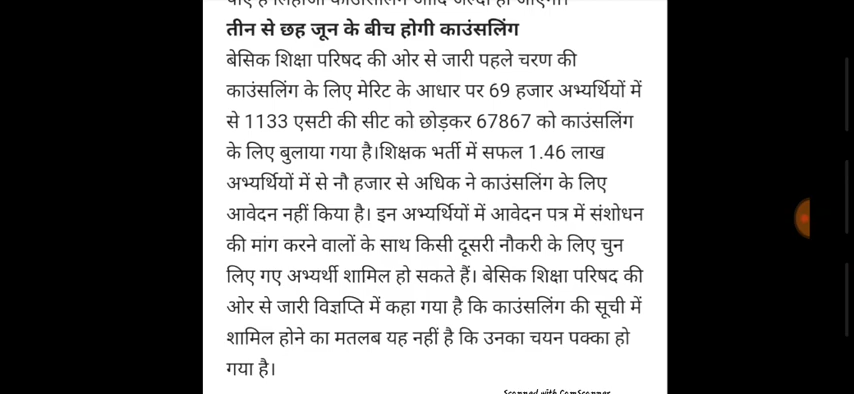 तीन से छह जून के बीच होगी काउंसलिंग
बेसिक शिक्षा परिषद की ओर से जारी पहले चरण की
काउंसलिंग के लिए मेरिट के आधार पर 69 हजार अभ्यर्थियों में
से 1133 एसटी की सीट को छोड़कर 67867 को काउंसलिंग
के लिए बुलाया गया है।शिक्षक भर्ती में सफल 1.46 लाख
अभ्यर्थियों में से नौ हजार से अधिक ने काउंसलिंग के लिए
आवेदन नहीं किया है। इन अभ्यर्थियों में आवेदन पत्र में संशोधन
की मांग करने वालों के साथ किसी दूसरी नौकरी के लिए चुन
लिए गए अभ्यर्थी शामिल हो सकते हैं। बेसिक शिक्षा परिषद की
ओर से जारी विज्ञप्ति में कहा गया है कि काउंसलिंग की सूची में
शामिल होने का मतलब यह नहीं है कि उनका चयन पक्का हो
गया है।
Scanned with CamScanner